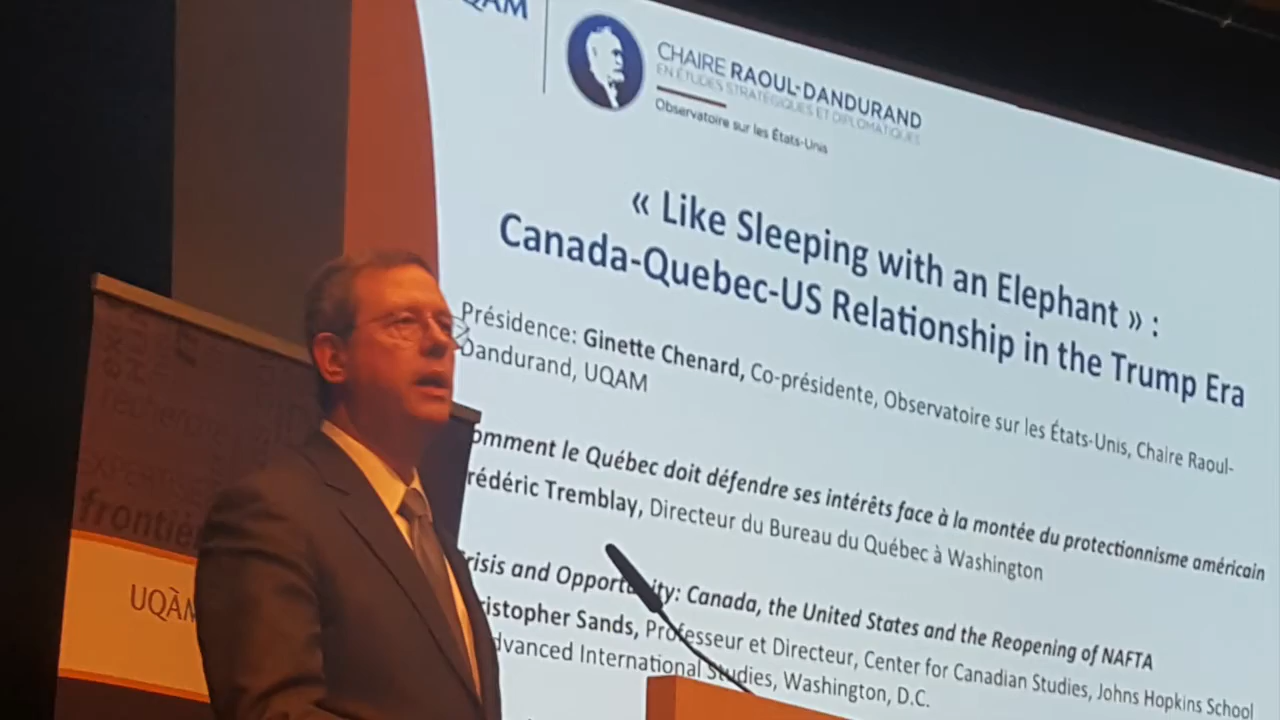 UQAM
CHAIRE RAOUL-DANDURAND
EN ÉTUDES STRATÉGIQUES ET DIPLOMATIQUES
Observatoire sur les États-Unis
« Like Sleeping with an Elephant » :
Canada-Quebec-US Relationship in the Trump Era
Présidence: Ginette Chenard, Co-présidente, Observatoire sur les États-Unis, Chaire Raoul-
Dandurand, UQAM
omment le Québec doit défendre ses intérêts face à la montée du protectionnisme américain
rédéric Tremblay, Directeur du Bureau du Québec à Washington
risis and Opportunity: Canada, the United States and the Reopening of NAFTA
ristopher Sands, Professeur et Directeur, Center for Canadian Studies, Johns Hopkins School
dvanced International Studies, Washington, D.C.
recherche
frontiè
UQÀM